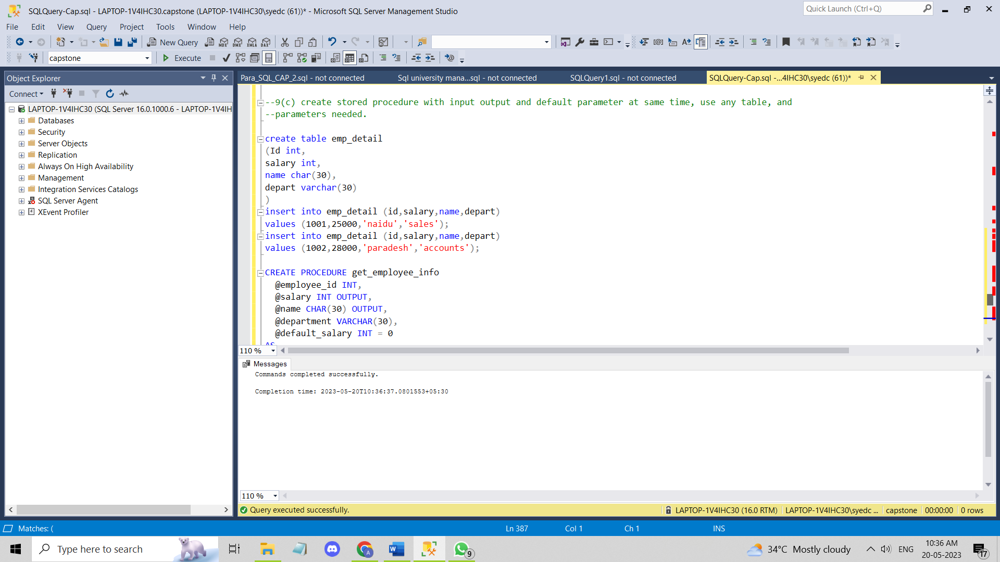 SQLQuery-Cap.sql - LAPTOP-1V4IHC30.capstone (LAPTOP-1V4IHC30\syedc (61))* - Microsoft SQL Server Management Studio
Quick Launch (Ctrl+Q)
File Edit View Query Project Tools Window Help
New Query MDX DMX XMLA DAX
capstone Execute
Object Explorer
Para_SQL_CAP_2.sql - not connected Sql university mana...sql - not connected SQLQuery1.sql - not connected SQLQuery-Cap.sql -...4IHC30\syedc (61))*
Connect
LAPTOP-1V4IHC30 (SQL Server 16.0.1000.6 - LAPTOP-1V4IH
Databases
Security
Server Objects
Replication
Always On High Availability
Management
Integration Services Catalogs
SQL Server Agent
XEvent Profiler
--9(c) create stored procedure with input output and default parameter at same time, use any table, and
--parameters needed.
create table emp_detail
(Id int,
salary int,
name char(30),
depart varchar(30)
)
insert into emp_detail (id,salary,name,depart)
values (1001,25000,'naidu','sales');
insert into emp_detail (id,salary,name,depart)
values (1002,28000,'paradesh','accounts');
CREATE PROCEDURE get_employee_info
@employee_id INT,
@salary INT OUTPUT,
@name CHAR(30) OUTPUT,
@department VARCHAR(30),
@default_salary INT = 0
AS
110 %
Messages
Commands completed successfully.
Completion time: 2023-05-20T10:36:37.0801553+05:30
110 %
Query executed successfully. LAPTOP-1V4IHC30 (16.0 RTM) LAPTOP-1V4IHC30\syedc ... capstone 00:00:00 0 rows
Matches: ( Ln 387 Col 1 Ch 1 INS
Type here to search 9 34°C Mostly cloudy ENG 10:36 AM
20-05-2023 17